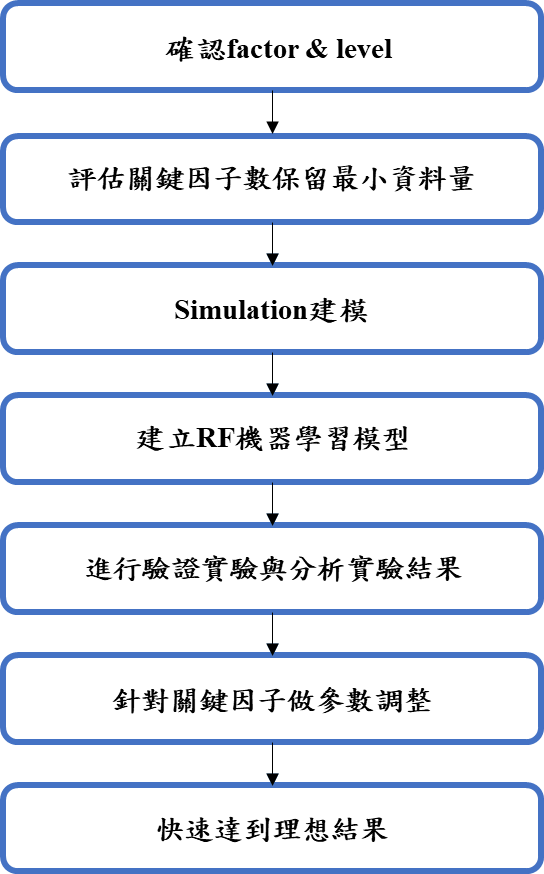 確認factor & level
評估關鍵因子數保留最小資料量
Simulation建模
建立RF機器學習模型
進行驗證實驗與分析實驗結果
針對關鍵因子做參數調整
快速達到理想結果